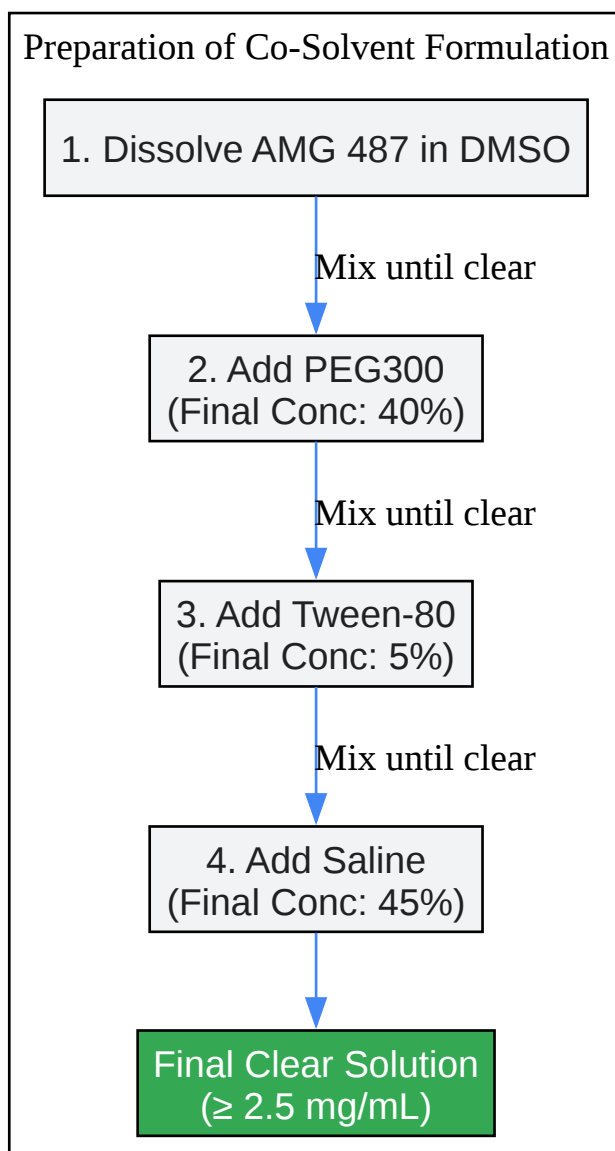 Preparation of Co-Solvent Formulation
1. Dissolve AMG 487 in DMSO
Mix until clear
2. Add PEG300
(Final Conc: 40%)
Mix until clear
3. Add Tween-80
(Final Conc: 5%)
Mix until clear
4. Add Saline
(Final Conc: 45%)
Final Clear Solution
(≥ 2.5 mg/mL)